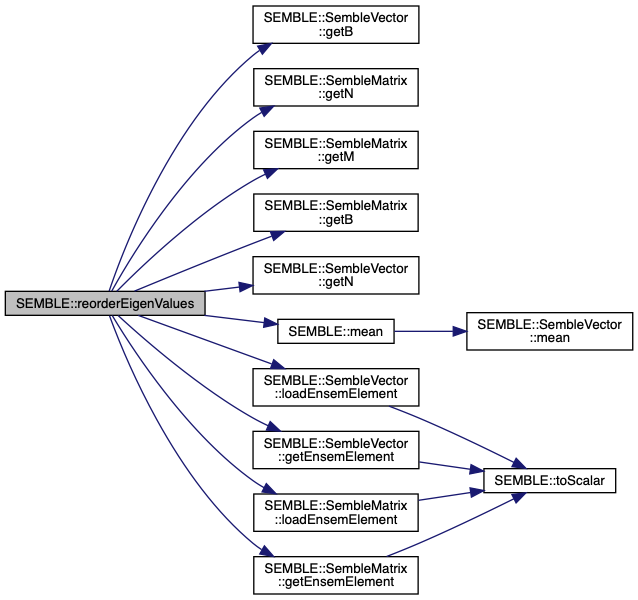 SEMBLE::SembleVector
::getB
SEMBLE::SembleMatrix
::getN
SEMBLE::SembleMatrix
::getM
SEMBLE::SembleMatrix
::getB
SEMBLE::SembleVector
::getN
SEMBLE::reorderEigenValues
SEMBLE::mean
SEMBLE::SembleVector
::mean
SEMBLE::SembleVector
::loadEnsemElement
SEMBLE::SembleVector
::getEnsemElement
SEMBLE::toScalar
SEMBLE::SembleMatrix
::loadEnsemElement
SEMBLE::SembleMatrix
::getEnsemElement